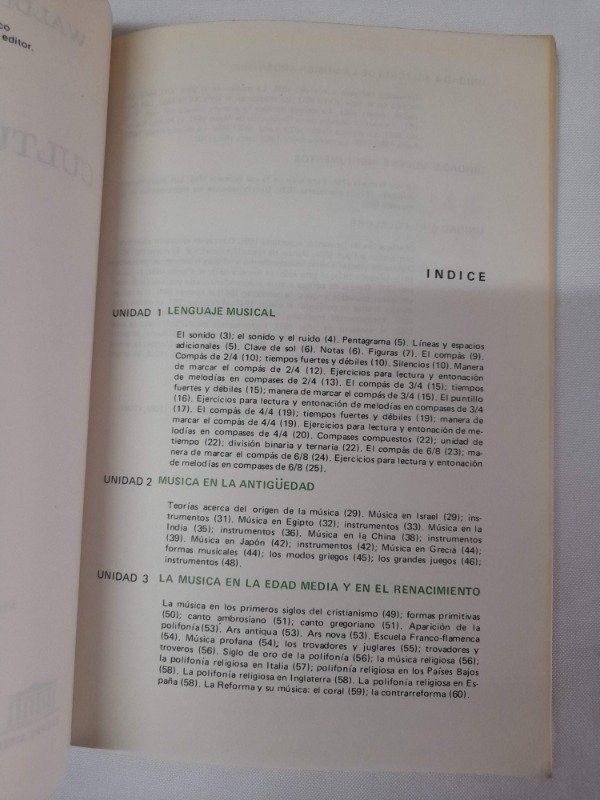 WALD
co
editor.
CULTU
INDICE
UNIDAD 1 LENGUAJE MUSICAL
El sonido (3); el sonido y el ruido (4). Pentagrama (5). Líneas y espacios
adicionales (5). Clave de sol (6). Notas (6). Figuras (7). El compás (9).
Compás de 2/4 (10); tiempos fuertes y débiles (10). Silencios (10). Manera
de marcar el compás de 2/4 (12). Ejercicios para lectura y entonación
de melodías en compases de 2/4 (13). El compás de 3/4 (15); tiempos
fuertes y débiles (15); manera de marcar el compás de 3/4 (15). El puntillo
(16). Ejercicios para lectura y entonación de melodías en compases de 3/4
(17). El compás de 4/4 (19); tiempos fuertes y débiles (19); manera de
marcar el compás de 4/4 (19). Ejercicios para lectura y entonación de me-
lodías en compases de 4/4 (20). Compases compuestos (22); unidad de
tiempo (22); división binaria y ternaria (22). El compás de 6/8 (23); ma-
nera de marcar el compás de 6/8 (24). Ejercicios para lectura y entonación
de melodías en compases de 6/8 (25).
UNIDAD 2 MUSICA EN LA ANTIGÜEDAD
Teorías acerca del origen de la música (29). Música en Israel (29); ins-
trumentos (31). Música en Egipto (32); instrumentos (33). Música en la
India (35); instrumentos (36). Música en la China (38); instrumentos
(39). Música en Japón (42); instrumentos (42); Música en Grecia (44);
formas musicales (44); los modos griegos (45); los grandes juegos (46);
instrumentos (48).
UNIDAD 3 LA MUSICA EN LA EDAD MEDIA Y EN EL RENACIMIENTO
La música en los primeros siglos del cristianismo (49); formas primitivas
(50); canto ambrosiano (51); canto gregoriano (51). Aparición de la
polifonía (53). Ars antiqua (53). Ars nova (53). Escuela Franco-flamenca
(54). Música profana (54); los trovadores y juglares (55); trovadores y
troveros (56). Siglo de oro de la polifonía (56); la música religiosa (56);
la polifonía religiosa en Italia (57); polifonía religiosa en los Países Bajos
(58). La polifonía religiosa en Inglaterra (58). La polifonía religiosa en Es-
paña (58). La Reforma y su música: el coral (59); la contrarreforma (60).